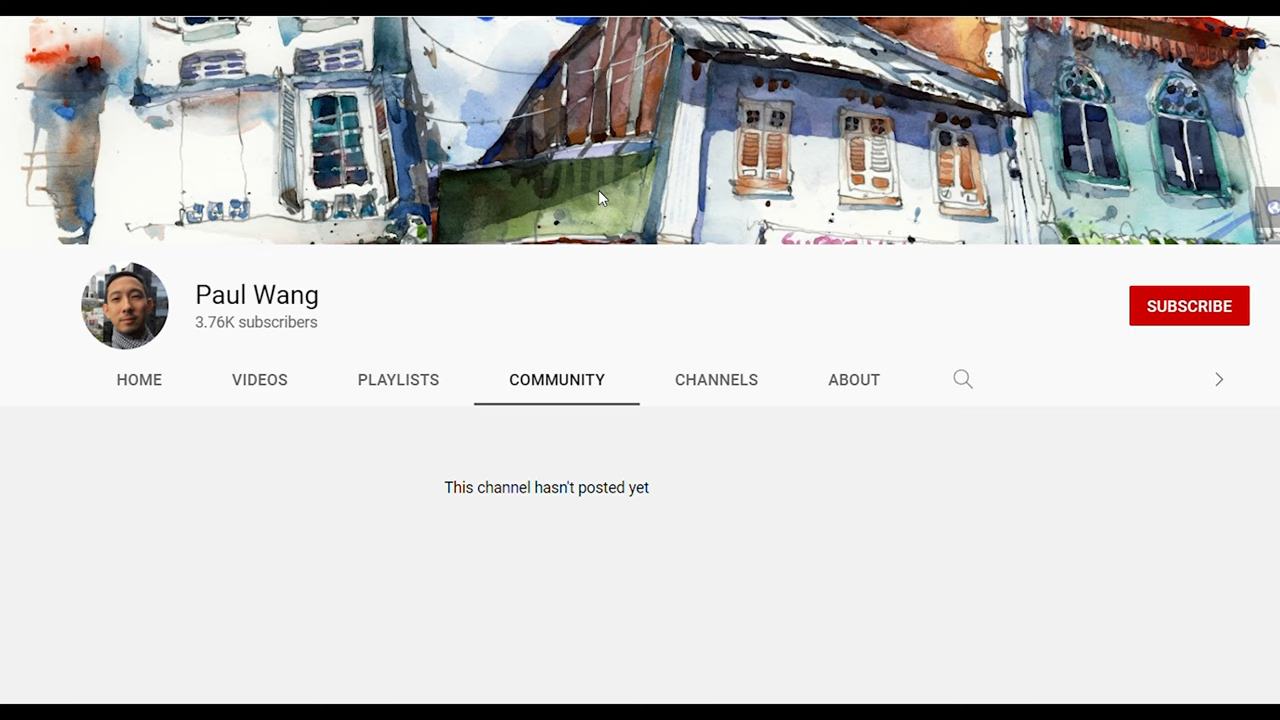 Paul Wang
3.76K subscribers
SUBSCRIBE
HOME VIDEOS PLAYLISTS COMMUNITY CHANNELS ABOUT
This channel hasn't posted yet